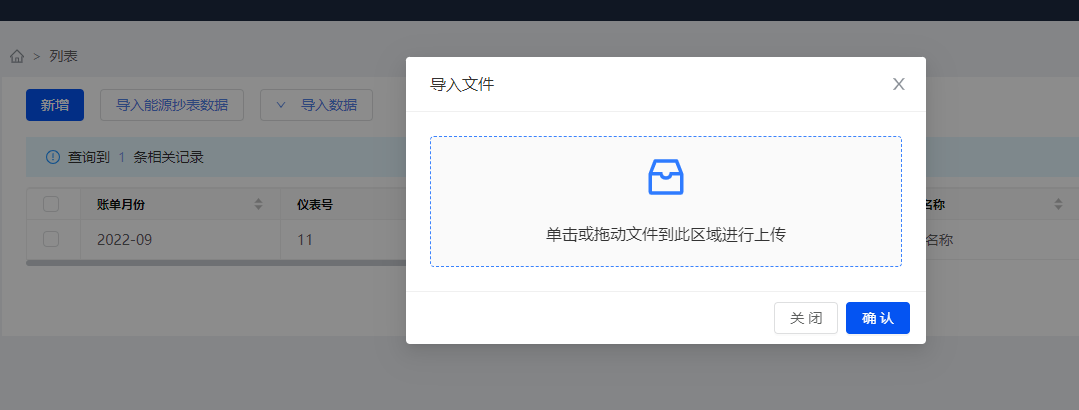 > 列表
新增 导入能源抄表数据 导入数据
查询到 1 条相关记录
账单月份 仪表号 名称
2022-09 11 名称
导入文件
单击或拖动文件到此区域进行上传
关 闭 确 认